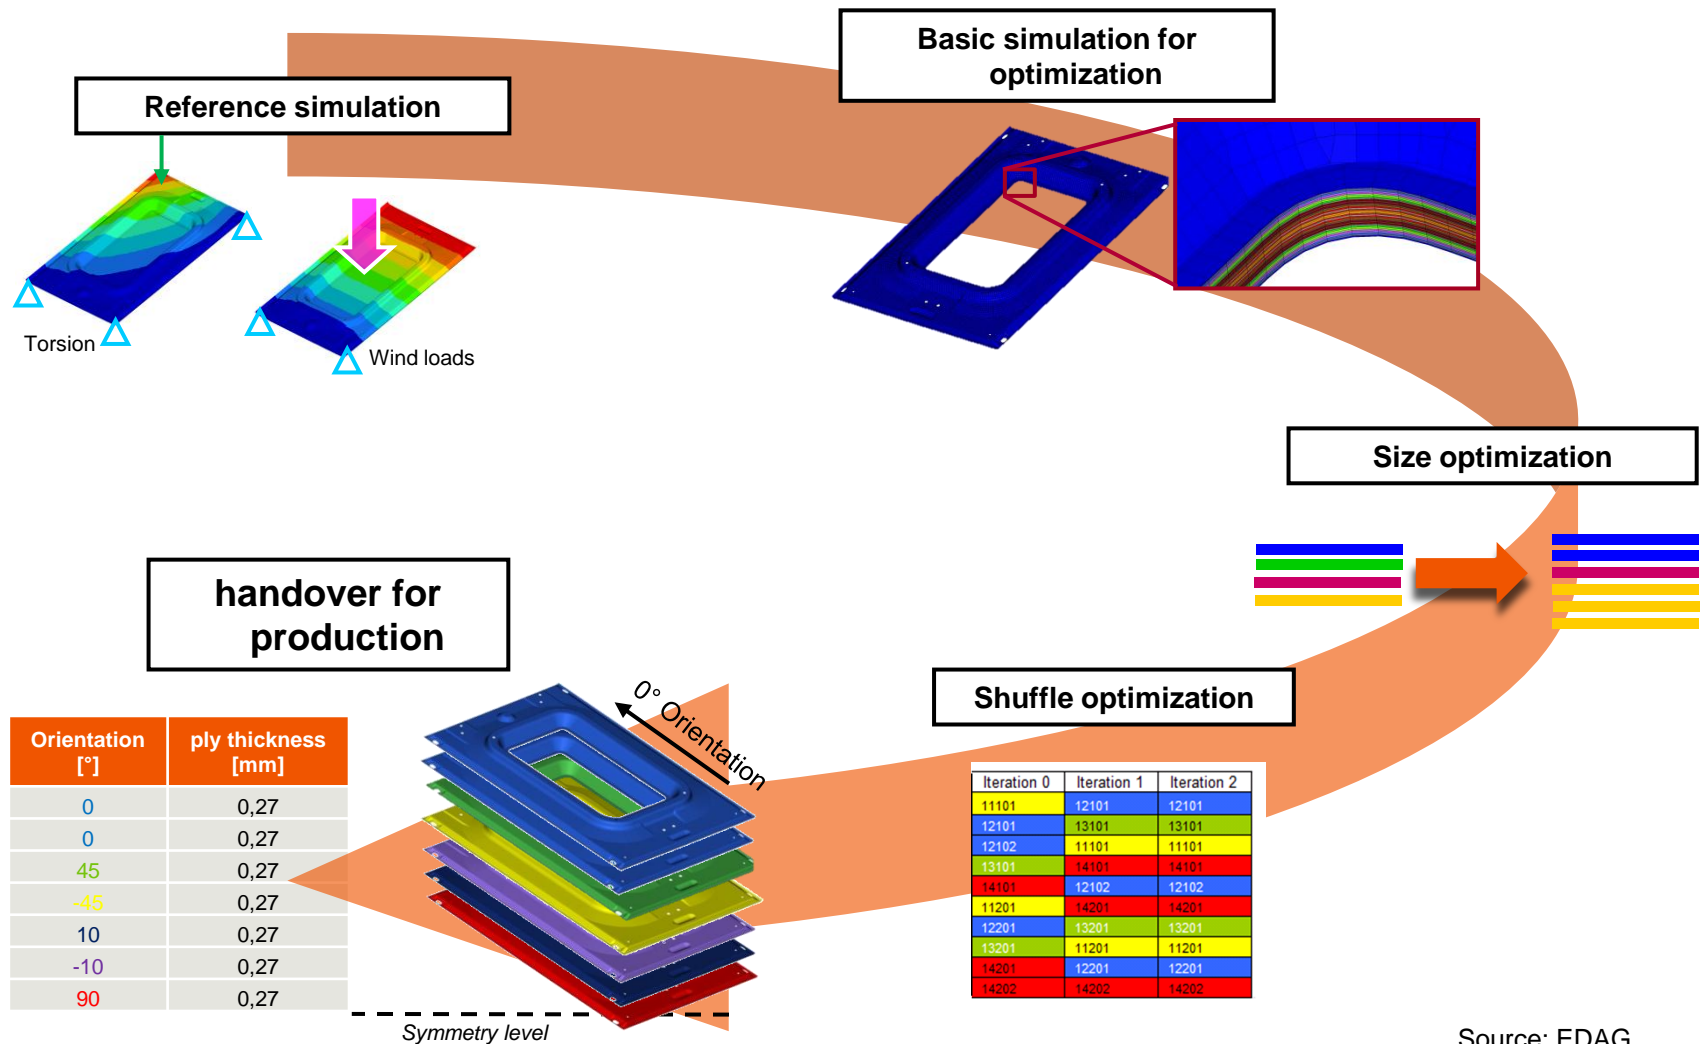 Basic simulation for
optimization
Reference simulation
Torsion
Wind loads
Size optimization
handover for
production
Shuffle optimization
0° Orientation
Orientation [°] ply thickness [mm]
0 0,27
0 0,27
45 0,27
-45 0,27
10 0,27
-10 0,27
90 0,27
Symmetry level
Iteration 0 Iteration 1 Iteration 2
11101 12101 12101
12101 13101 13101
12102 11101 11101
13101 14101 14101
14101 12102 12102
11201 14201 14201
12201 13201 13201
13201 11201 11201
14201 12201 12201
14202 14202 14202
Source: EDAG